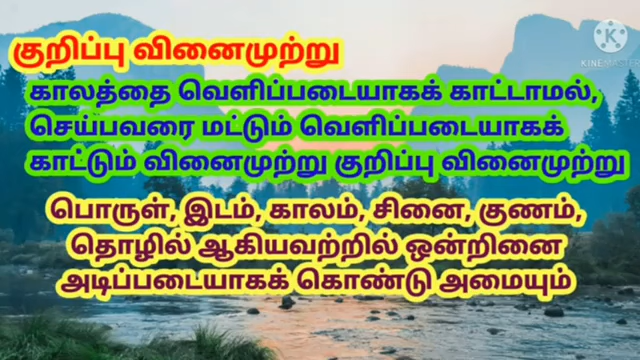 குறிப்பு வினைமுற்று
காலத்தை வெளிப்படையாகக் காட்டாமல்,
செய்பவரை மட்டும் வெளிப்படையாகக்
காட்டும் வினைமுற்று குறிப்பு வினைமுற்று
பொருள், இடம், காலம், சினை, குணம்,
தொழில் ஆகியவற்றில் ஒன்றினை
அடிப்படையாகக் கொண்டு அமையும்
KINEMASTER